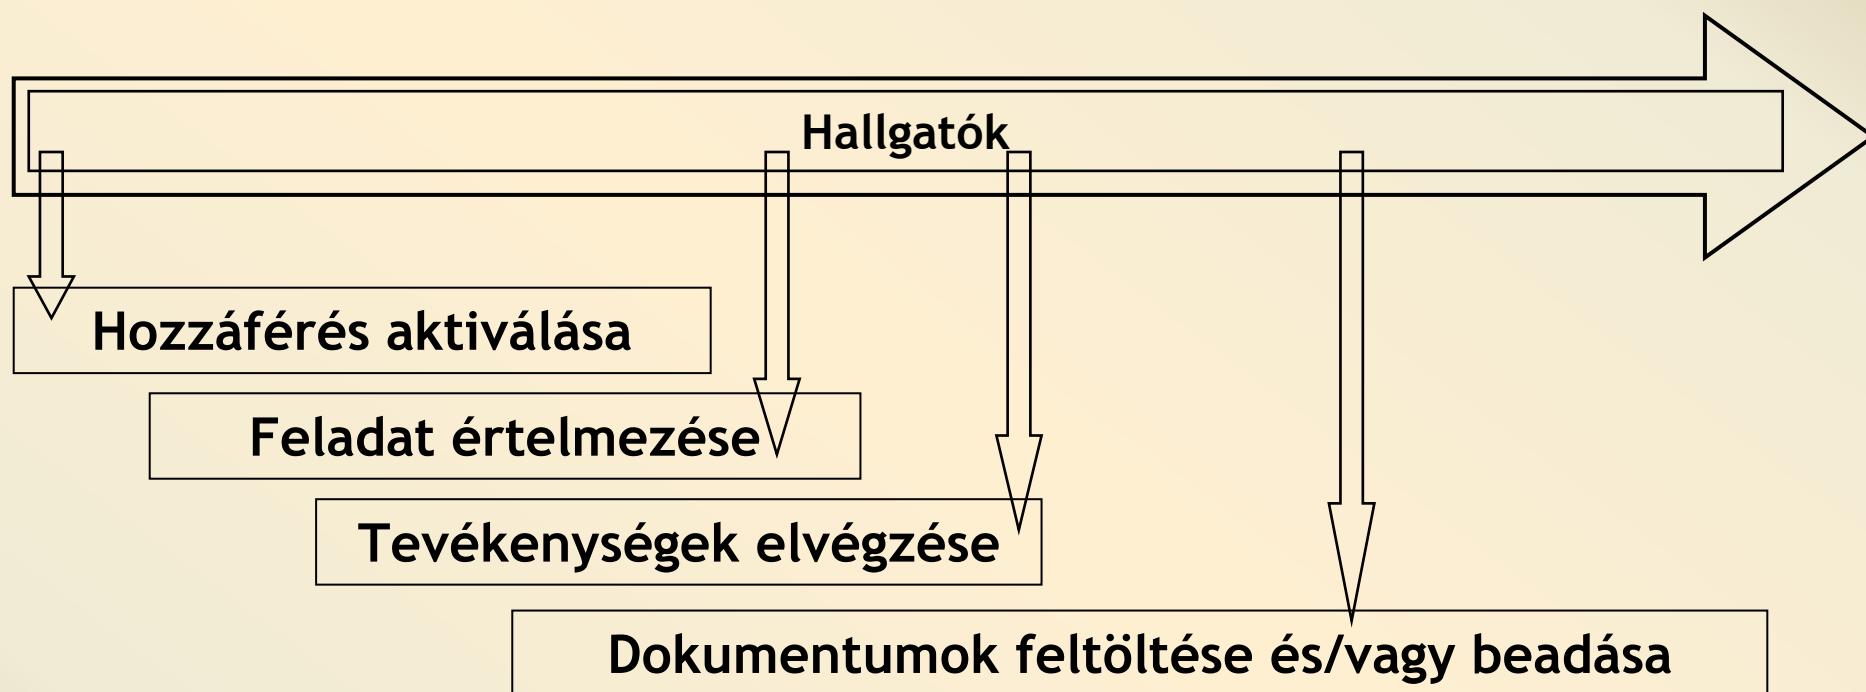 Hallgatók
Hozzáférés aktiválása
Feladat értelmezése
Tevékenységek elvégzése
Dokumentumok feltöltése és/vagy beadása